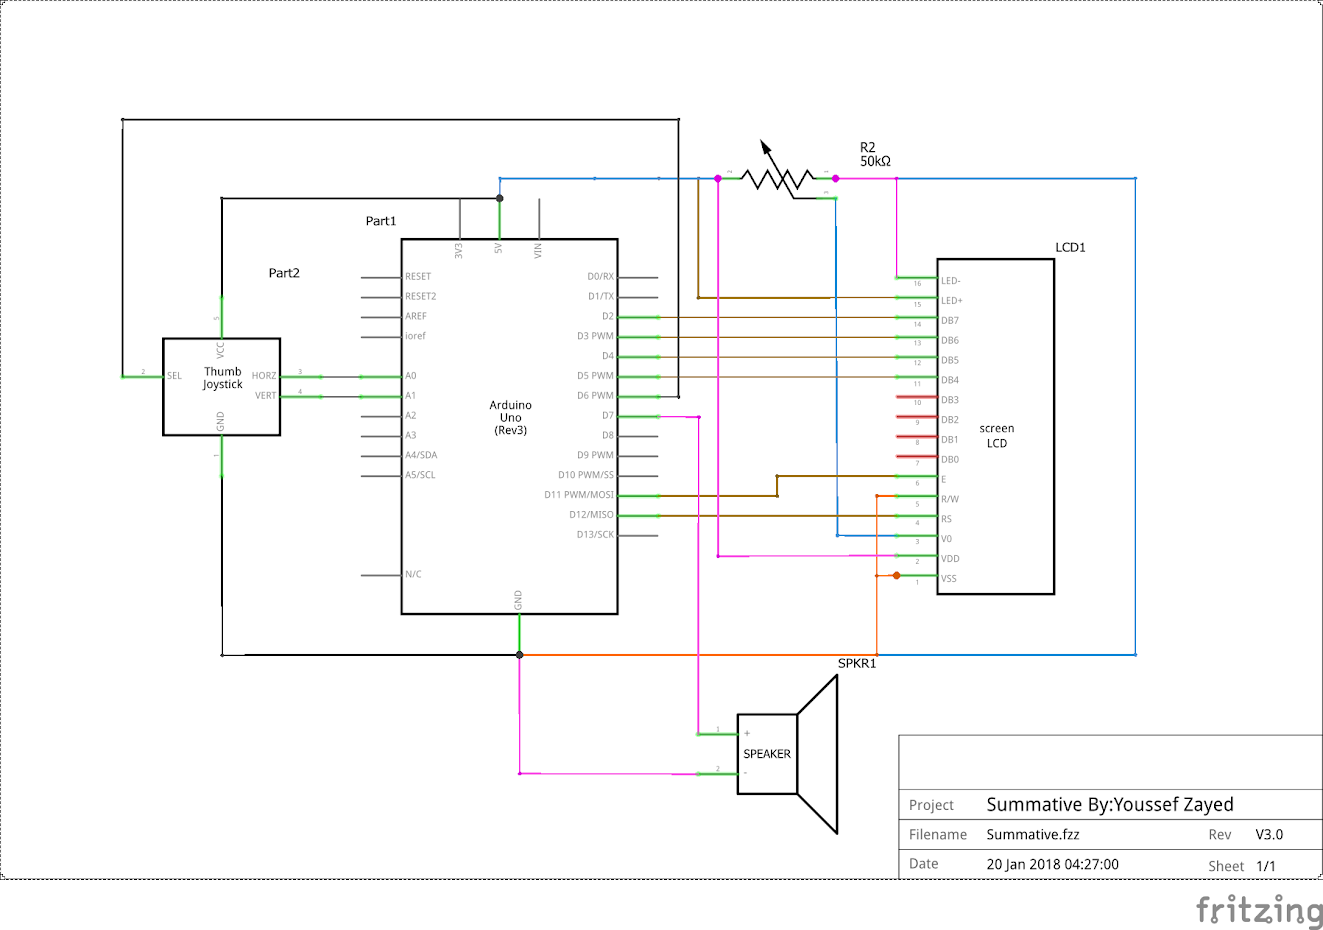 R2
50kΩ
2
1
3
Part1
LCD1
Part2
3V3
5V
VIN
RESET
RESET2
AREF
ioref
A0
A1
A2
A3
A4/SDA
A5/SCL
N/C
GND
Arduino
Uno
(Rev3)
D0/RX
D1/TX
D2
D3 PWM
D4
D5 PWM
D6 PWM
D7
D8
D9 PWM
D10 PWM/SS
D11 PWM/MOSI
D12/MISO
D13/SCK
5
VCC
2
SEL
Thumb
Joystick
HORZ
3
VERT
4
GND
1
16
LED-
15
LED+
14
DB7
13
DB6
12
DB5
11
DB4
10
DB3
9
DB2
8
DB1
7
DB0
6
E
5
R/W
4
RS
3
V0
2
VDD
1
VSS
screen
LCD
SPKR1
1
+
SPEAKER
2
-
Project Summative By:Youssef Zayed
Filename Summative.fzz Rev V3.0
Date 20 Jan 2018 04:27:00 Sheet 1/1
fritzing